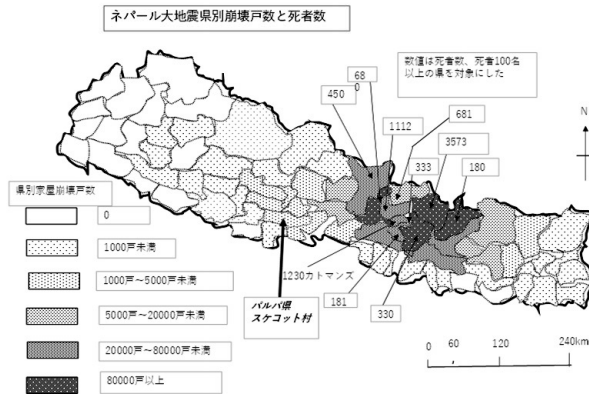 ネパール大地震県別崩壊戸数と死者数
数値は死者数、死者100名
以上の県を対象にした
68
0
450
1112
681
333
3573
180
N
県別家屋崩壊戸数
0
1000戸未満
1000戸～5000戸未満
5000戸～20000戸未満
20000戸～80000戸未満
80000戸以上
1230カトマンズ
パルパ県
スケコット村
181
330
0 60 120 240km